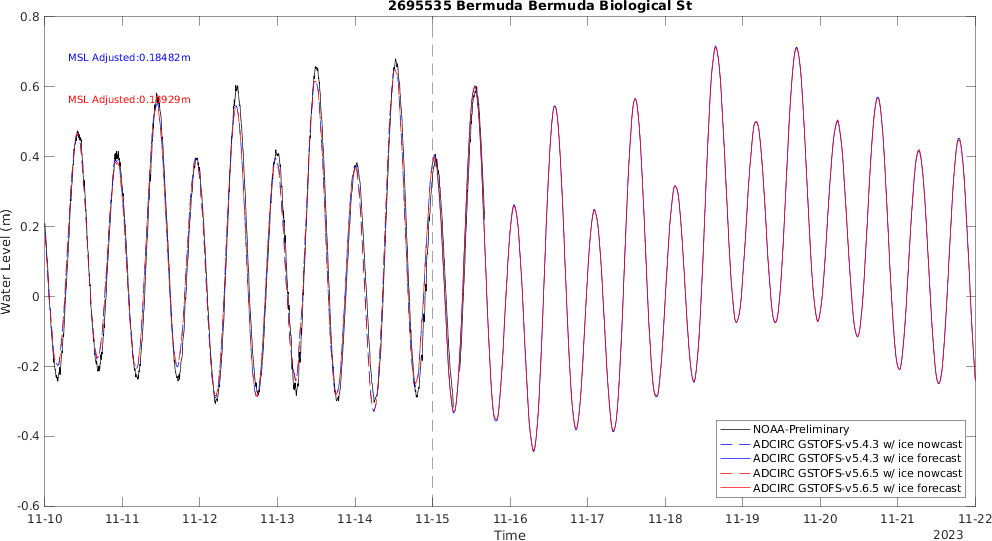 2695535 Bermuda Bermuda Biological St
0.8
0.6
0.4
0.2
0
-0.2
-0.4
-0.6
Water Level (m)
MSL Adjusted:0.18482m
MSL Adjusted:0.18929m
NOAA-Preliminary
ADCIRC GSTOFS-v5.4.3 w/ ice nowcast
ADCIRC GSTOFS-v5.4.3 w/ ice forecast
ADCIRC GSTOFS-v5.6.5 w/ ice nowcast
ADCIRC GSTOFS-v5.6.5 w/ ice forecast
11-10 11-11 11-12 11-13 11-14 11-15 11-16 11-17 11-18 11-19 11-20 11-21 11-22
Time
2023